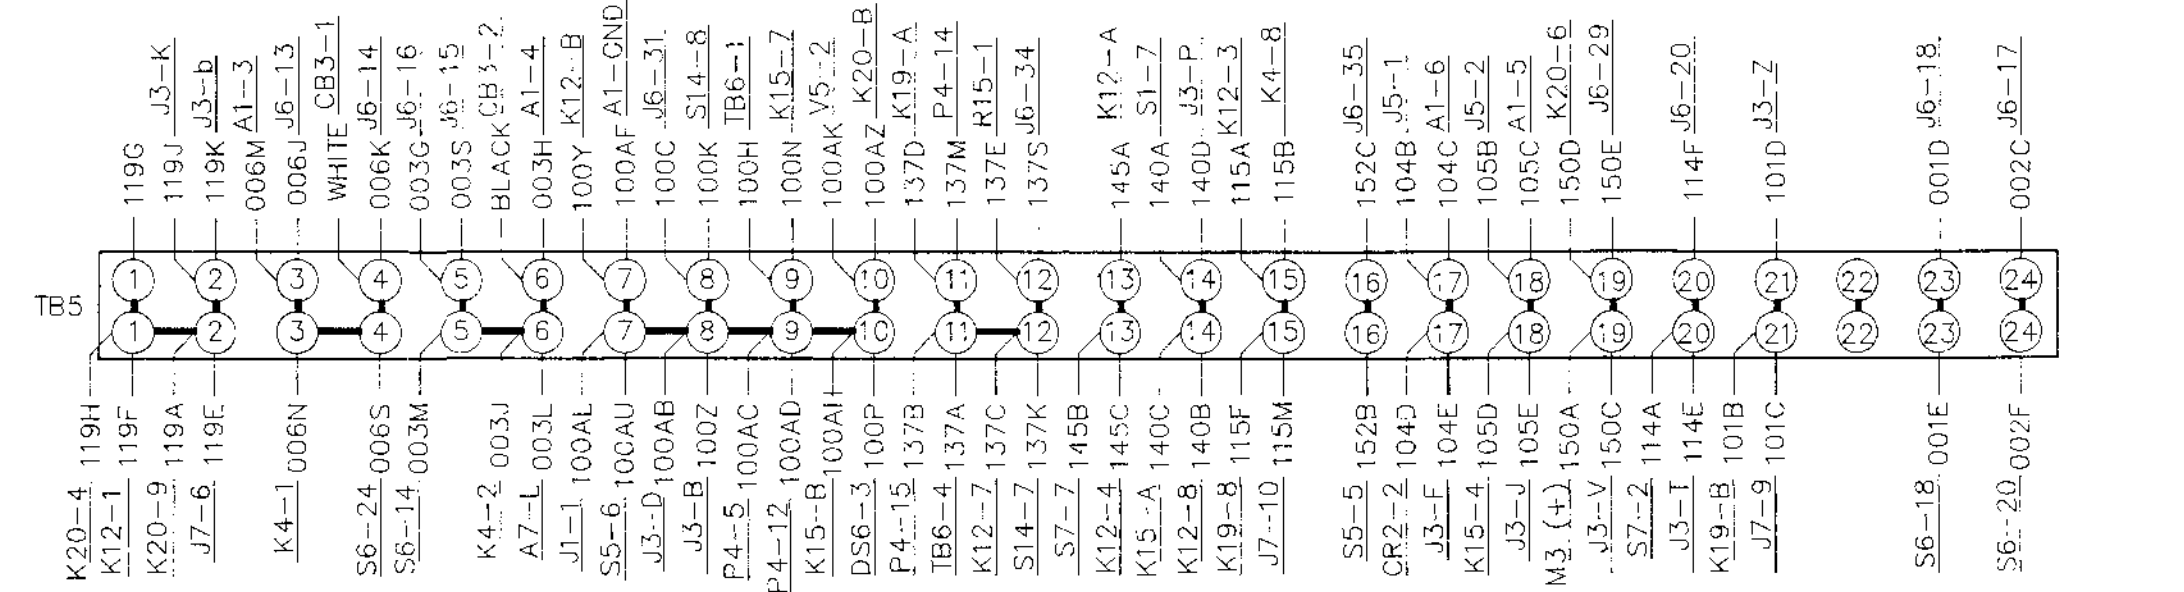 J3-K
J3-b
A1-3
J6-13
CB3-1
J6-14
J6-16
J6-15
CB3-2
A1-4
K12-B
A1-GND
J6-31
S14-8
TB6-1
K15-7
V5-2
K20-B
K19-A
P4-14
R15-1
J6-34
K12-A
S1-7
J3-P
K12-3
K4-8
J6-35
J5-1
A1-6
J5-2
A1-5
K20-6
J6-29
J6-20
J3-Z
J6-18
J6-17
119G
119J
119K
006M
006J
WHITE
006K
003G
003S
BLACK
003H
100Y
100AF
100C
100K
100H
100N
100AK
100AZ
137D
137M
137E
137S
145A
140A
140D
115A
115B
152C
104B
104C
105B
105C
150D
150E
114F
101D
001D
002C
TB5
1 2 3 4 5 6 7 8 9 10 11 12 13 14 15 16 17 18 19 20 21 22 23 24
1 2 3 4 5 6 7 8 9 10 11 12 13 14 15 16 17 18 19 20 21 22 23 24
119H
119F
119A
119E
006N
006S
003M
003J
003L
100AL
100AU
100AB
100Z
100AC
100AD
100AH
100P
137B
137A
137C
137K
145B
145C
140C
140B
115F
115M
152B
104D
104E
105D
105E
150A
150C
114A
114E
101B
101C
001E
002F
K20-4
K12-1
K20-9
J7-6
K4-1
S6-24
S6-14
K4-2
A7-L
J1-1
S5-6
J3-D
J3-B
P4-5
P4-12
K15-B
DS6-3
P4-15
TB6-4
K12-7
S14-7
S7-7
K12-4
K15-A
K12-8
K19-8
J7-10
S5-5
CR2-2
J3-F
K15-4
J3-J
M3 (+)
J3-V
S7-2
J3-T
K19-B
J7-9
S6-18
S6-20